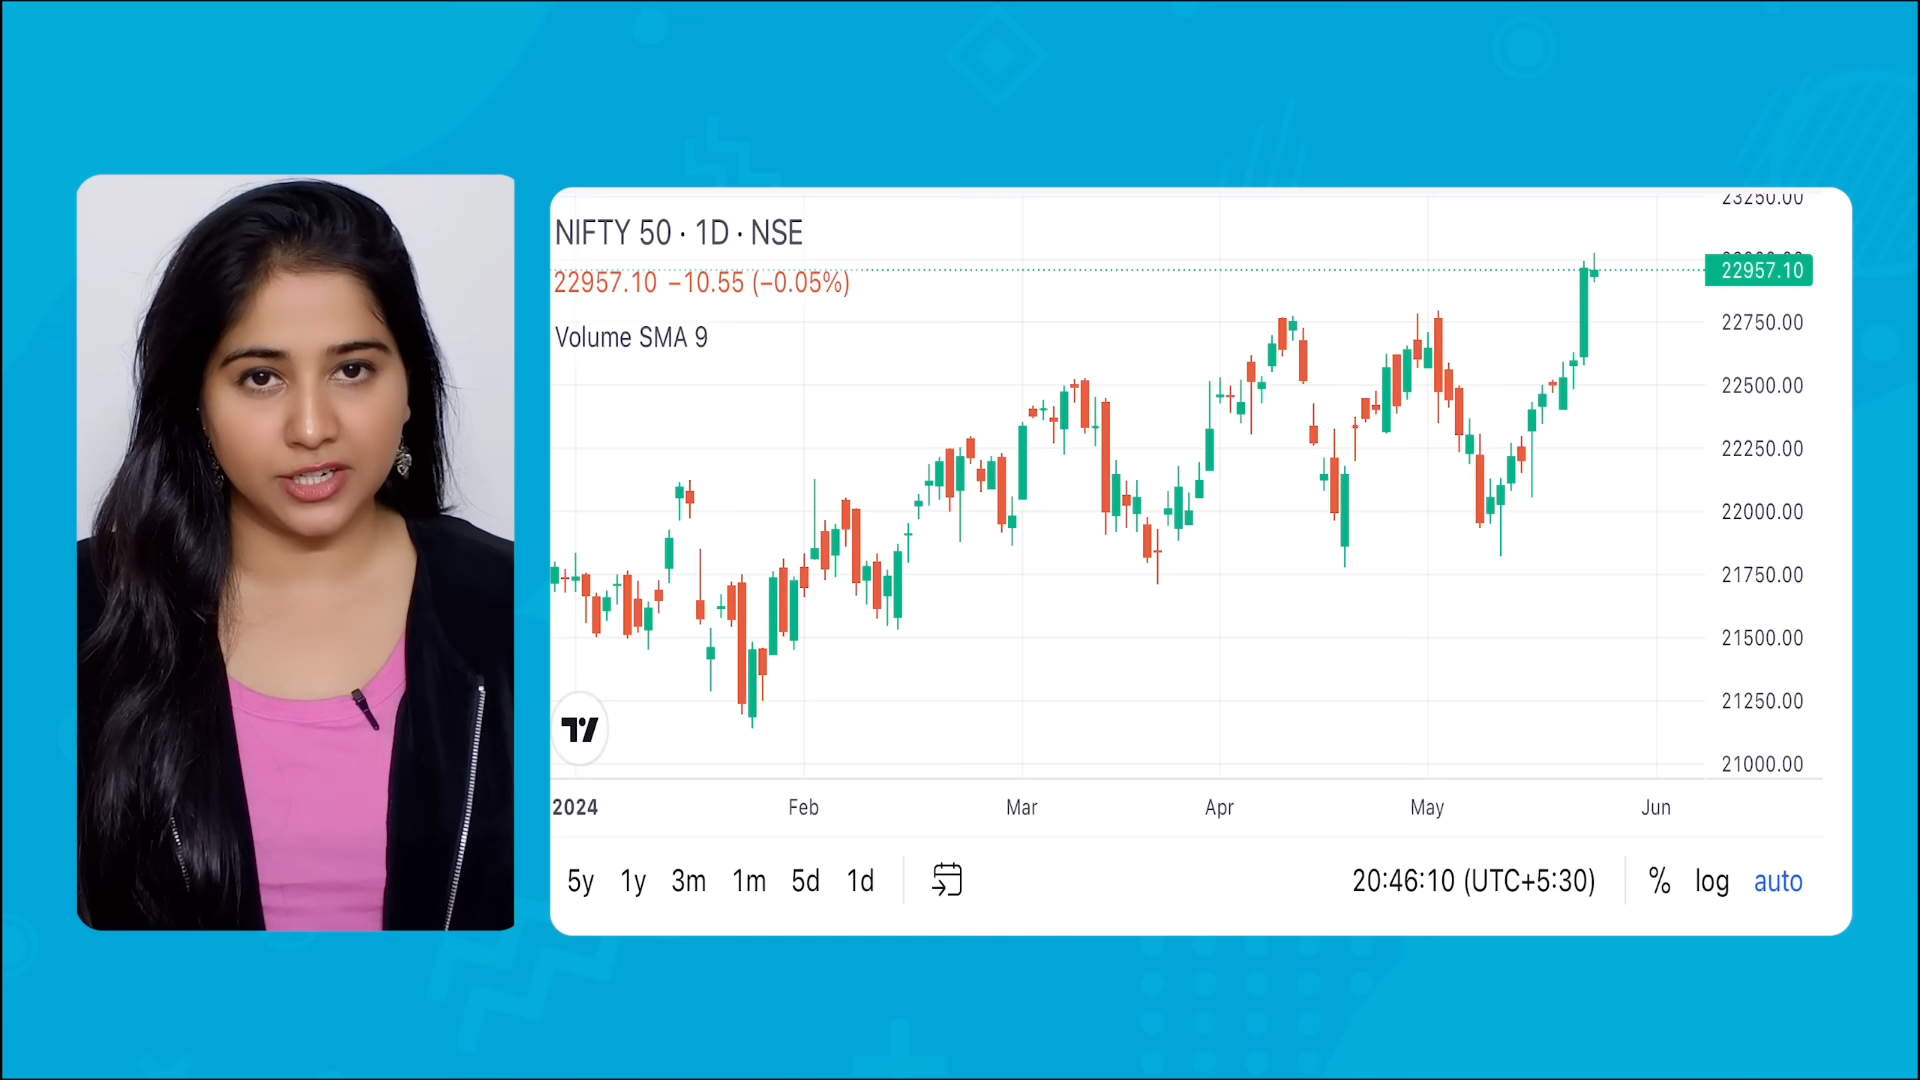 NIFTY 50 · 1D · NSE
22957.10 −10.55 (−0.05%)
Volume SMA 9
23250.00
22957.10
22750.00
22500.00
22250.00
22000.00
21750.00
21500.00
21250.00
21000.00
2024 Feb Mar Apr May Jun
5y 1y 3m 1m 5d 1d 20:46:10 (UTC+5:30) % log auto